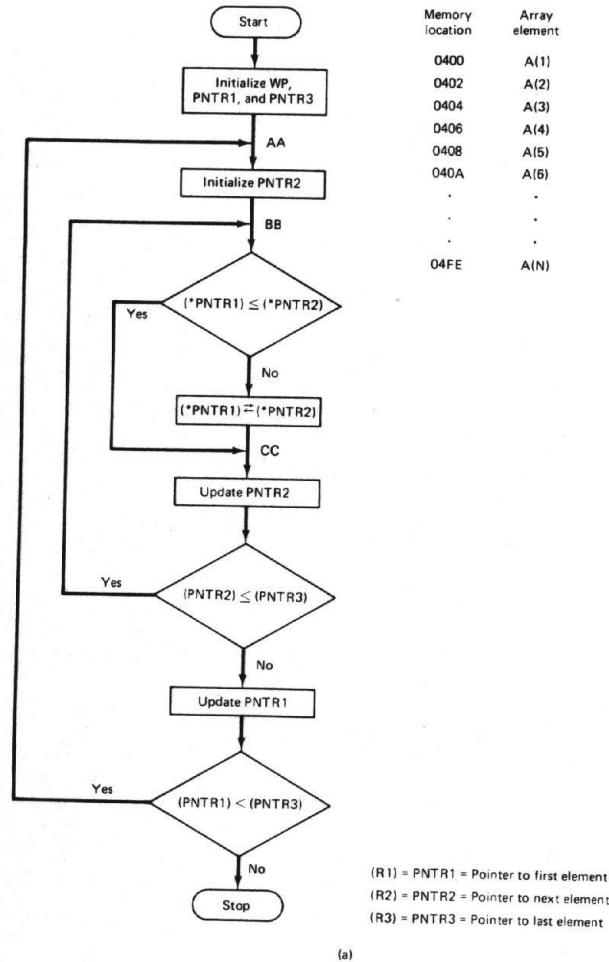 Start
Initialize WP,
PNTR1, and PNTR3
AA
Initialize PNTR2
BB
(*PNTR1) ≤ (*PNTR2)
Yes
No
(*PNTR1) ⇄ (*PNTR2)
CC
Update PNTR2
(PNTR2) ≤ (PNTR3)
Yes
No
Update PNTR1
(PNTR1) < (PNTR3)
Yes
No
Stop
Memory location Array element
0400 A(1)
0402 A(2)
0404 A(3)
0406 A(4)
0408 A(5)
040A A(6)
. .
. .
. .
04FE A(N)
(R1) = PNTR1 = Pointer to first element
(R2) = PNTR2 = Pointer to next element
(R3) = PNTR3 = Pointer to last element
(a)